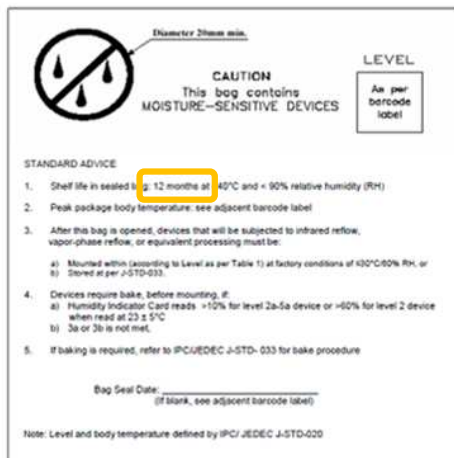 Diameter 20mm min.
LEVEL
CAUTION
This bag contains
MOISTURE-SENSITIVE DEVICES
As per
barcode
label
STANDARD ADVICE
1. Shelf life in sealed bag: 12 months at <40°C and < 90% relative humidity (RH)
2. Peak package body temperature: see adjacent barcode label
3. After this bag is opened, devices that will be subjected to infrared reflow,
vapor-phase reflow, or equivalent processing must be:
a) Mounted within (according to Level as per Table 1) at factory conditions of 30°C/60% RH, or
b) Stored at per J-STD-033.
4. Devices require bake, before mounting, if:
a) Humidity Indicator Card reads >10% for level 2a-5a device or >60% for level 2 device
when read at 23 ± 5°C
b) 3a or 3b is not met.
5. If baking is required, refer to IPC/JEDEC J-STD- 033 for bake procedure
Bag Seal Date:
(If blank, see adjacent barcode label)
Note: Level and body temperature defined by IPC/ JEDEC J-STD-020